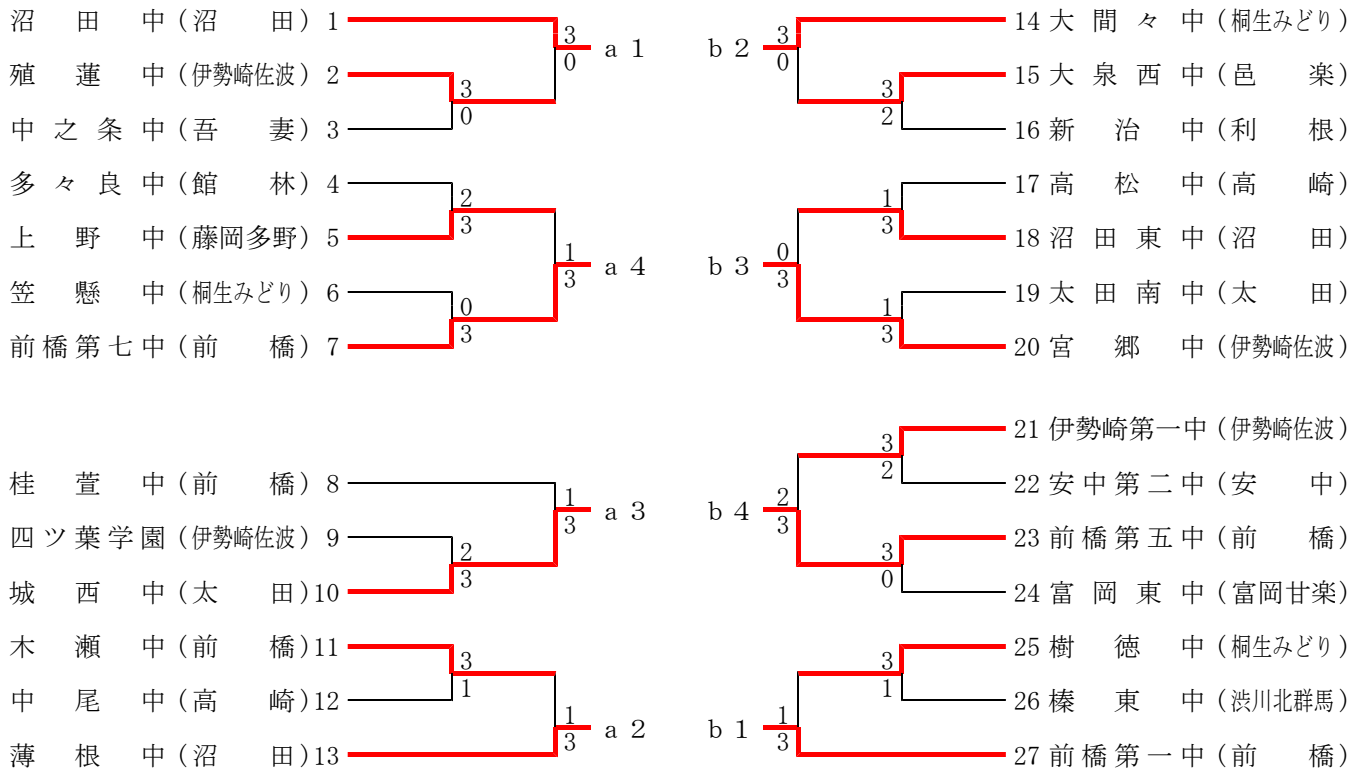 沼田中(沼田) 1
殖蓮中(伊勢崎佐波) 2
中之条中(吾妻) 3
多々良中(館林) 4
上野中(藤岡多野) 5
笠懸中(桐生みどり) 6
前橋第七中(前橋) 7
桂萱中(前橋) 8
四ツ葉学園(伊勢崎佐波) 9
城西中(太田)10
木瀬中(前橋)11
中尾中(高崎)12
薄根中(沼田)13
3
0
3
0
a 1
2
3
0
3
1
3
a 4
2
3
1
3
a 3
3
1
1
3
a 2
b 2
3
0
3
2
b 3
0
3
1
3
1
3
b 4
2
3
3
2
3
0
b 1
1
3
3
1
14 大間々中(桐生みどり)
15 大泉西中(邑楽)
16 新治中(利根)
17 高松中(高崎)
18 沼田東中(沼田)
19 太田南中(太田)
20 宮郷中(伊勢崎佐波)
21 伊勢崎第一中(伊勢崎佐波)
22 安中第二中(安中)
23 前橋第五中(前橋)
24 富岡東中(富岡甘楽)
25 樹徳中(桐生みどり)
26 榛東中(渋川北群馬)
27 前橋第一中(前橋)